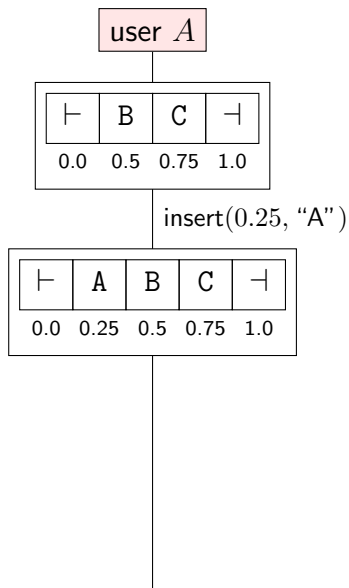 user A
⊢ B C ⊣
0.0 0.5 0.75 1.0
insert(0.25, “A”)
⊢ A B C ⊣
0.0 0.25 0.5 0.75 1.0